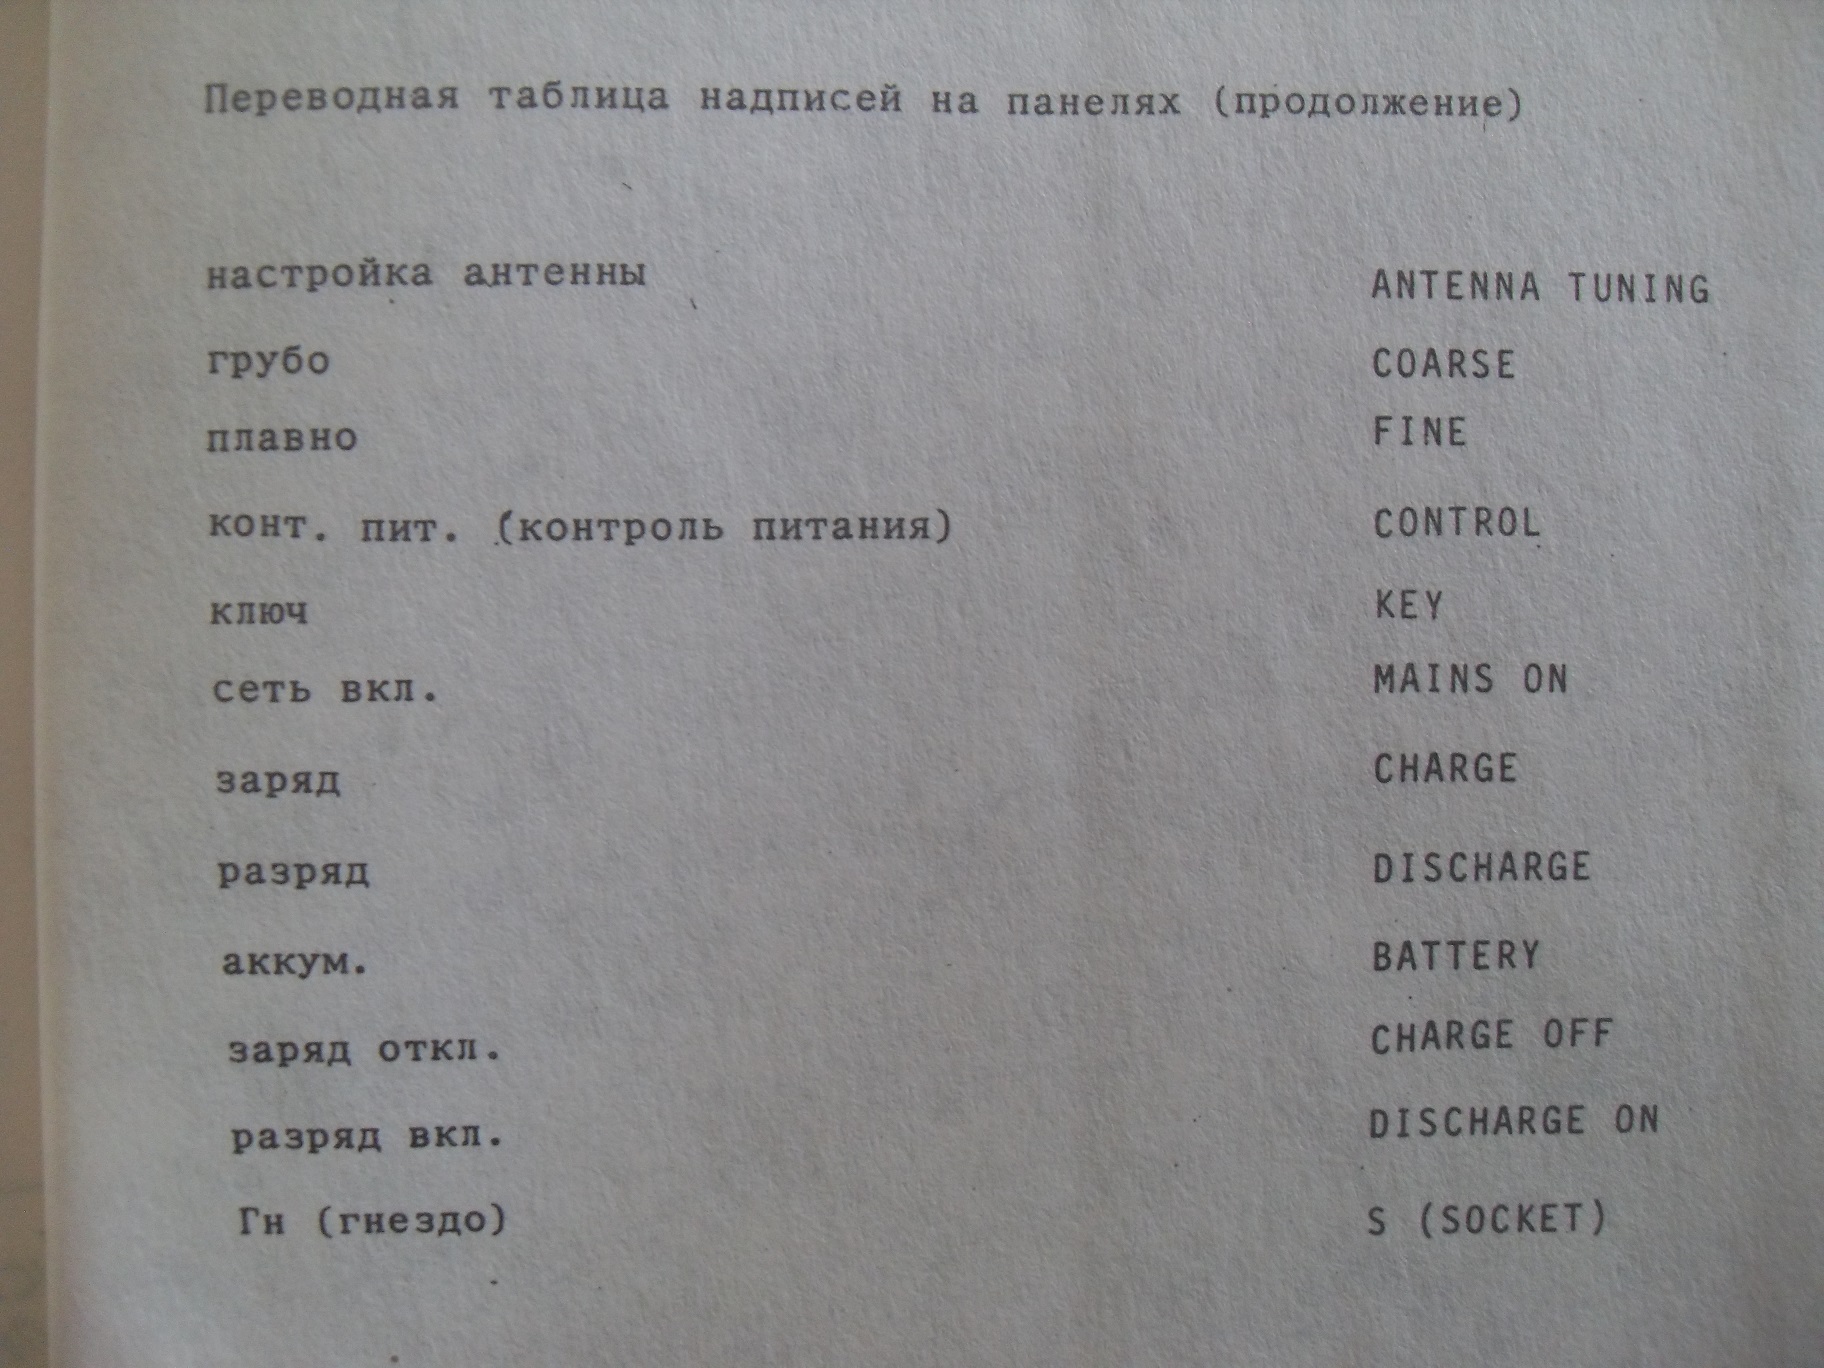 Переводная таблица надписей на панелях (продолжение)
настройка антенны ANTENNA TUNING
грубо COARSE
плавно FINE
конт. пит. (контроль питания) CONTROL
ключ KEY
сеть вкл. MAINS ON
заряд CHARGE
разряд DISCHARGE
аккум. BATTERY
заряд откл. CHARGE OFF
разряд вкл. DISCHARGE ON
Гн (гнездо) S (SOCKET)